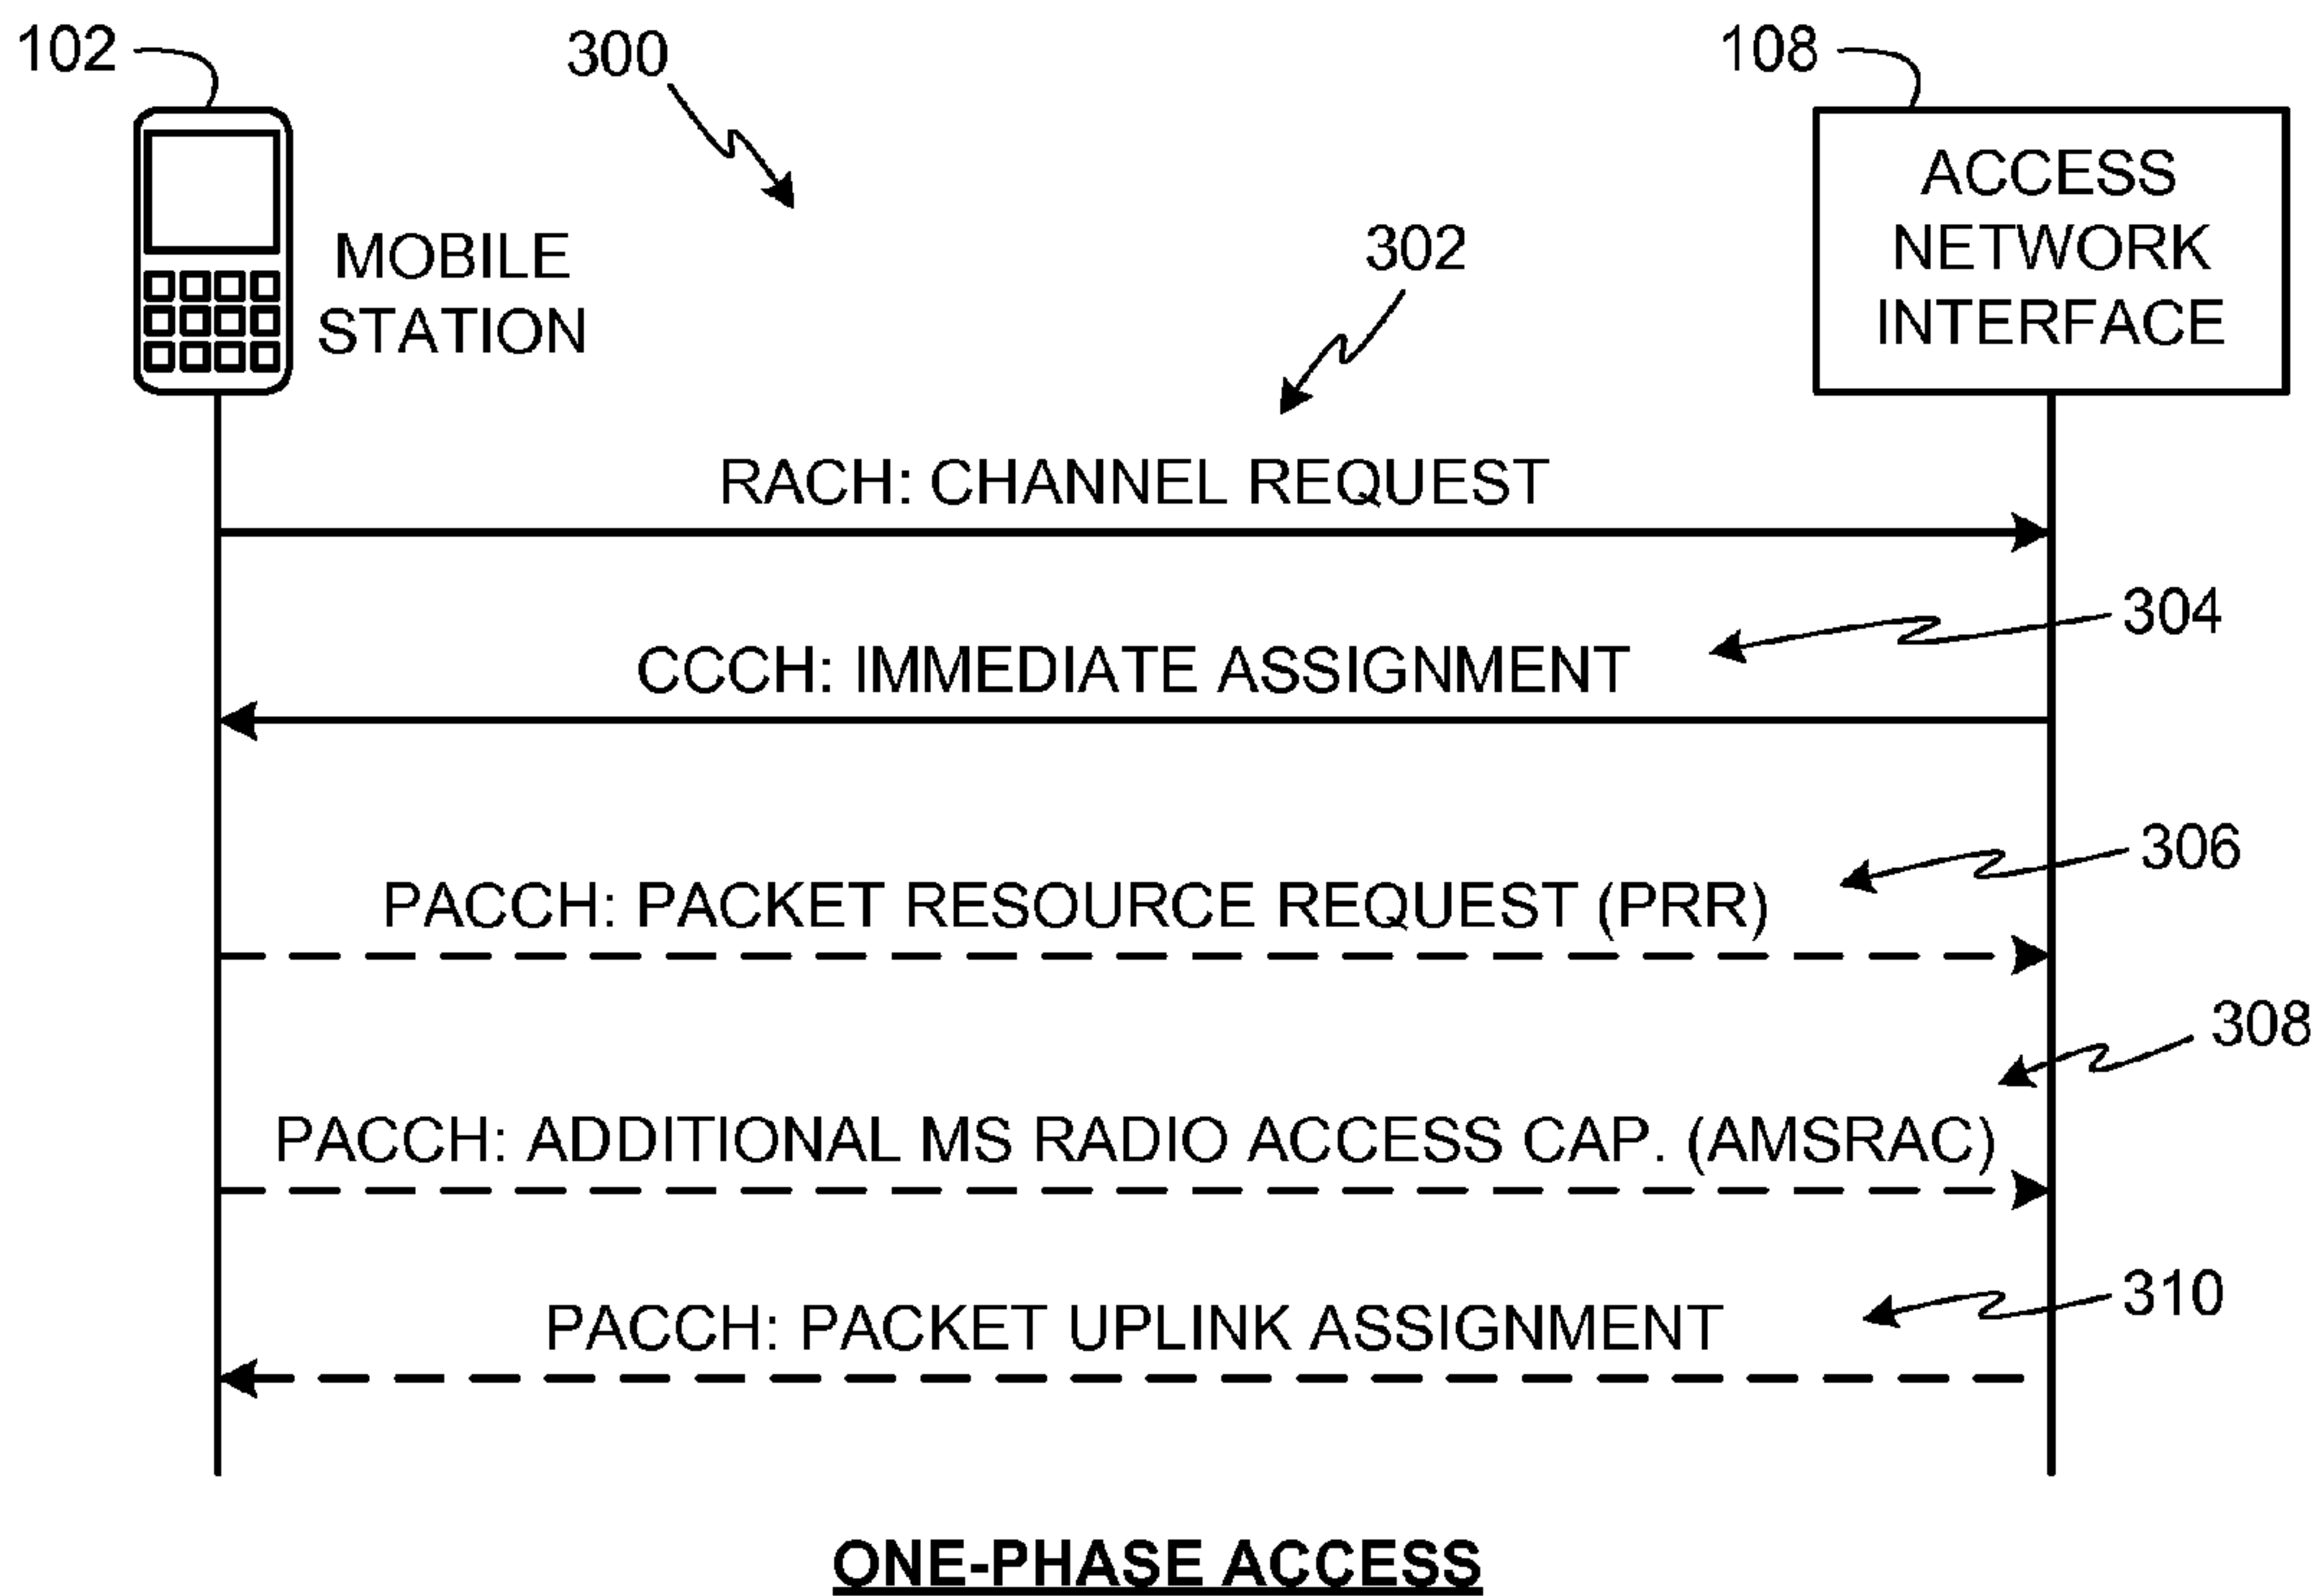 102
300
108
MOBILE
STATION
ACCESS
NETWORK
INTERFACE
302
RACH: CHANNEL REQUEST
304
CCCH: IMMEDIATE ASSIGNMENT
306
PACCH: PACKET RESOURCE REQUEST (PRR)
308
PACCH: ADDITIONAL MS RADIO ACCESS CAP. (AMSRAC)
310
PACCH: PACKET UPLINK ASSIGNMENT
ONE-PHASE ACCESS